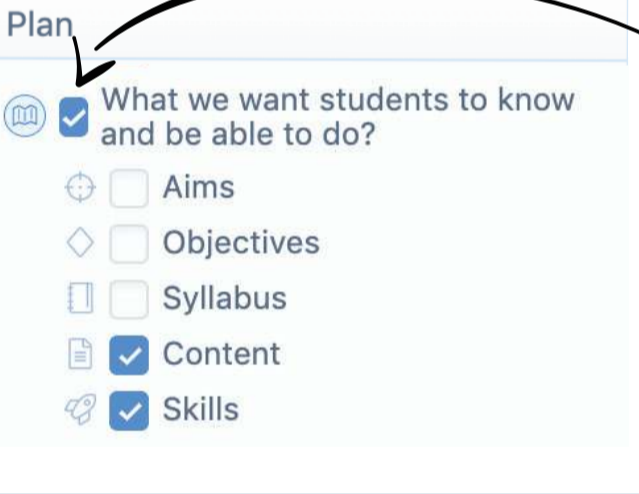 Plan
What we want students to know
and be able to do?
Aims
Objectives
Syllabus
Content
Skills